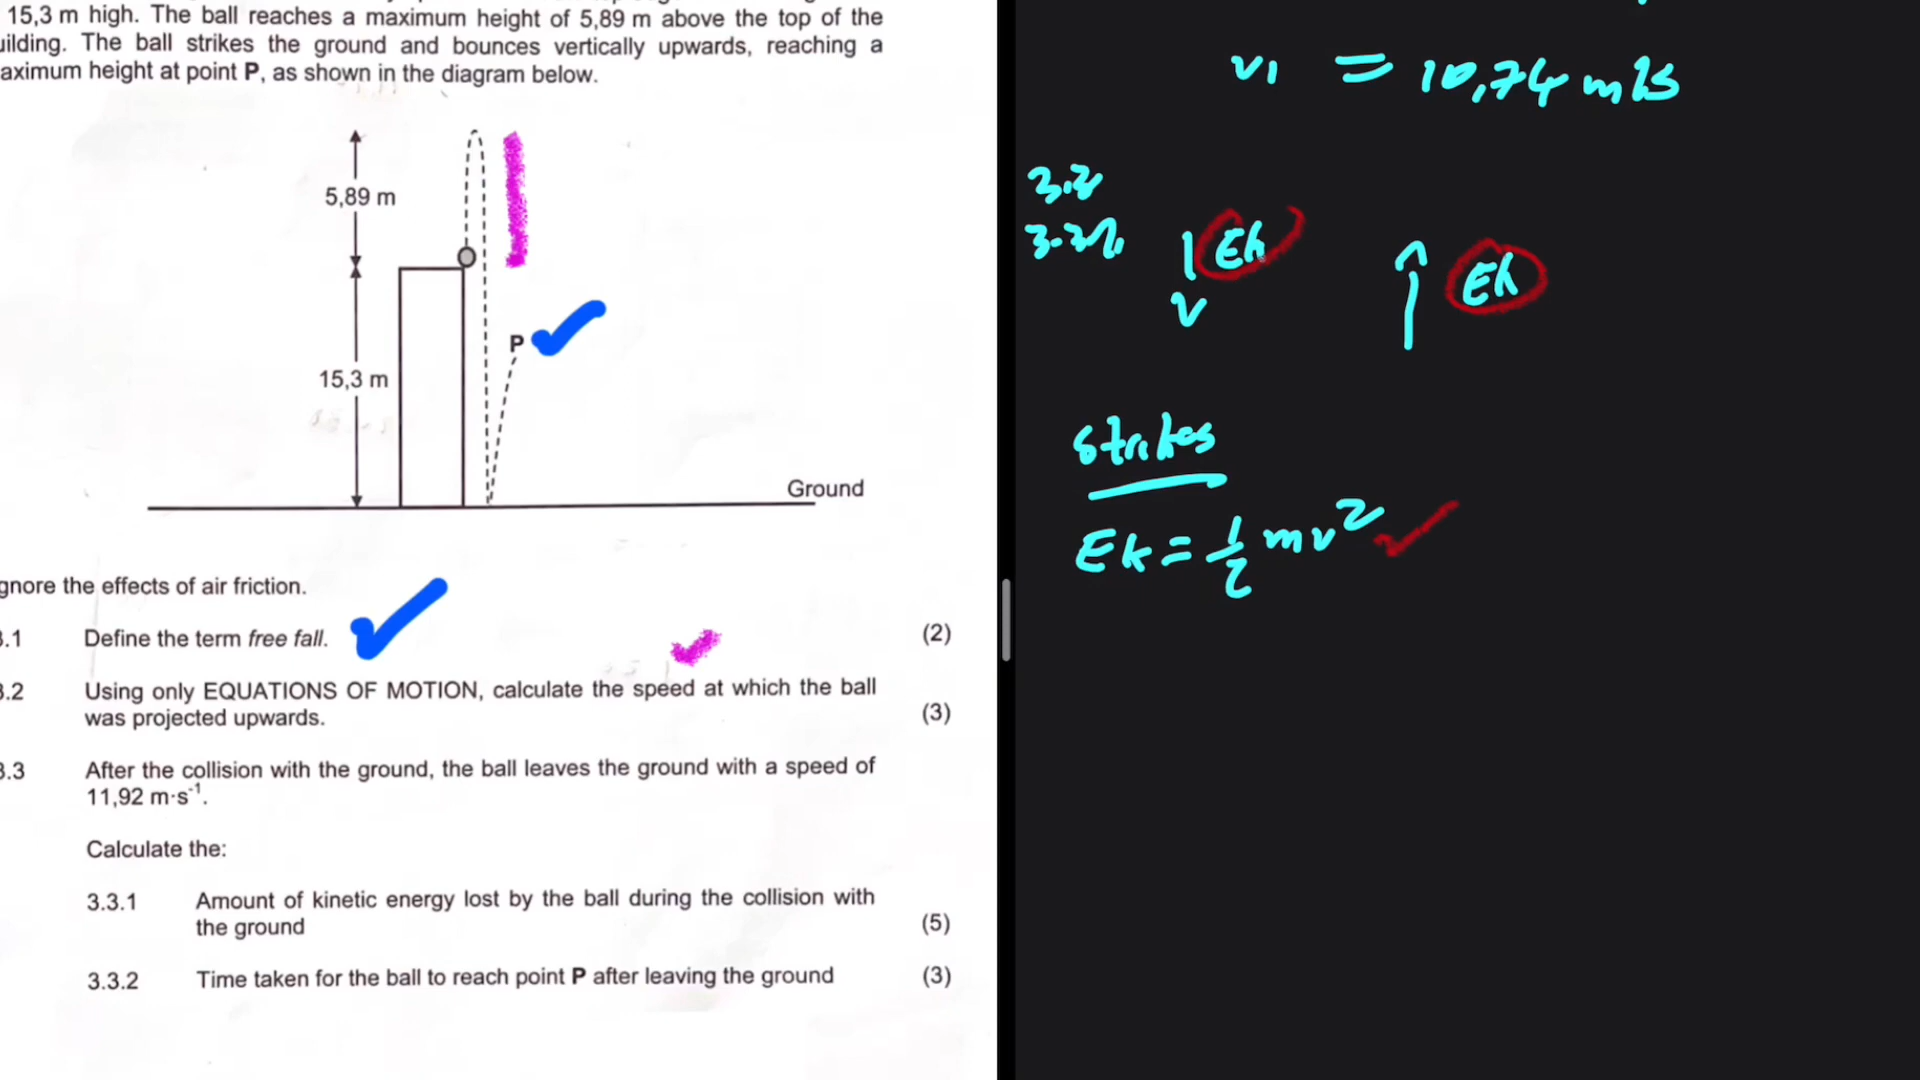 15,3 m high. The ball reaches a maximum height of 5,89 m above the top of the
uilding. The ball strikes the ground and bounces vertically upwards, reaching a
aximum height at point P, as shown in the diagram below.
5,89 m
P
15,3 m
Ground
gnore the effects of air friction.
3.1 Define the term free fall. (2)
3.2 Using only EQUATIONS OF MOTION, calculate the speed at which the ball
was projected upwards. (3)
3.3 After the collision with the ground, the ball leaves the ground with a speed of
11,92 m·s⁻¹.
Calculate the:
3.3.1 Amount of kinetic energy lost by the ball during the collision with
the ground (5)
3.3.2 Time taken for the ball to reach point P after leaving the ground (3)
v1 = 10,74 m/s
Ek
Ek
strikes
Ek = 1/2 mv²